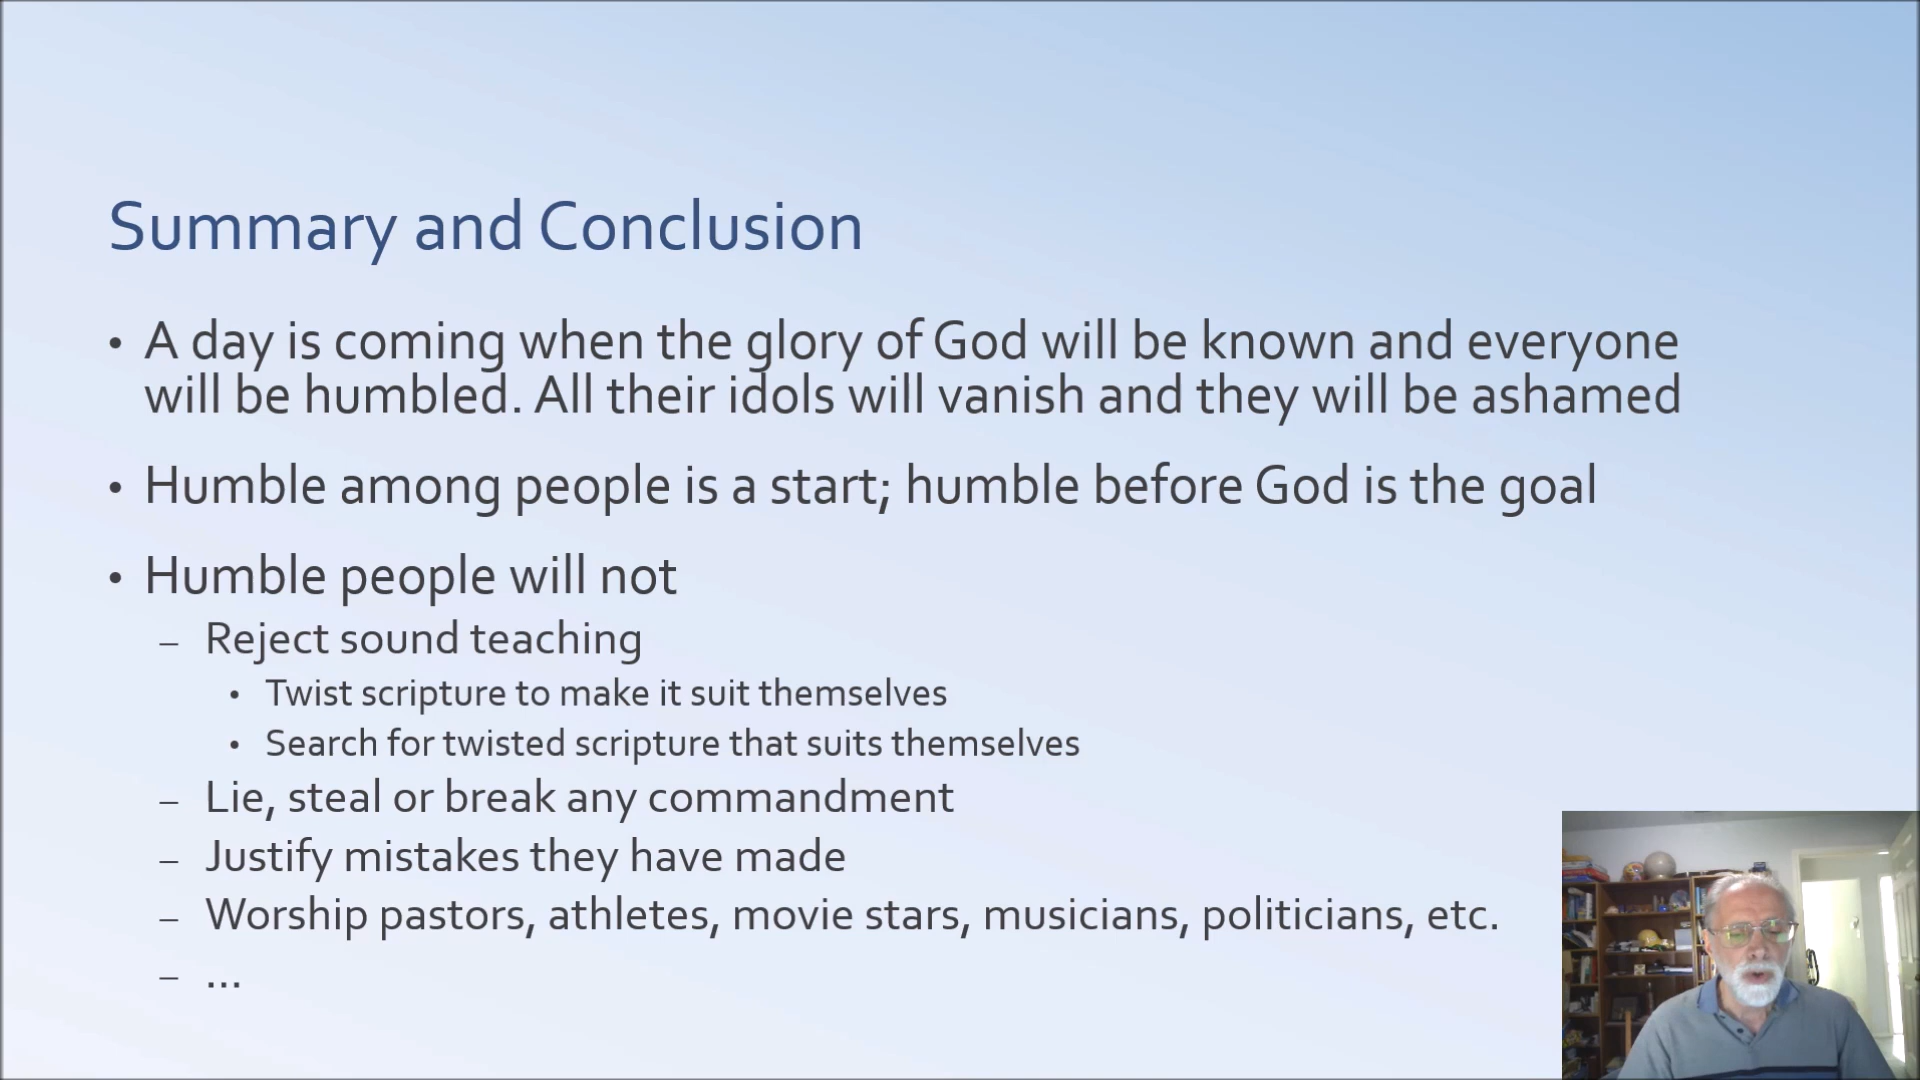 Summary and Conclusion
• A day is coming when the glory of God will be known and everyone
will be humbled. All their idols will vanish and they will be ashamed
• Humble among people is a start; humble before God is the goal
• Humble people will not
– Reject sound teaching
• Twist scripture to make it suit themselves
• Search for twisted scripture that suits themselves
– Lie, steal or break any commandment
– Justify mistakes they have made
– Worship pastors, athletes, movie stars, musicians, politicians, etc.
– ...